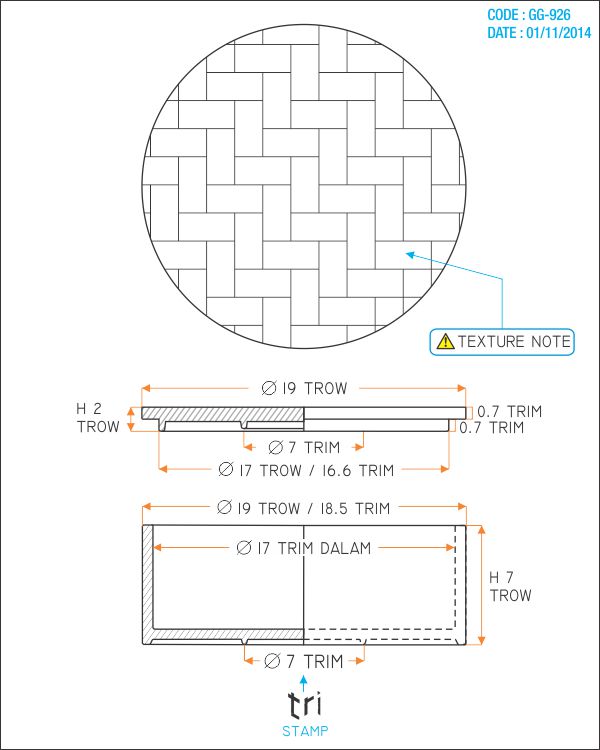 CODE : GG-926
DATE : 01/11/2014
TEXTURE NOTE
Ø 19 TROW
H 2
TROW
0.7 TRIM
0.7 TRIM
Ø 7 TRIM
Ø 17 TROW / 16.6 TRIM
Ø 19 TROW / 18.5 TRIM
Ø 17 TRIM DALAM
H 7
TROW
Ø 7 TRIM
tri
STAMP